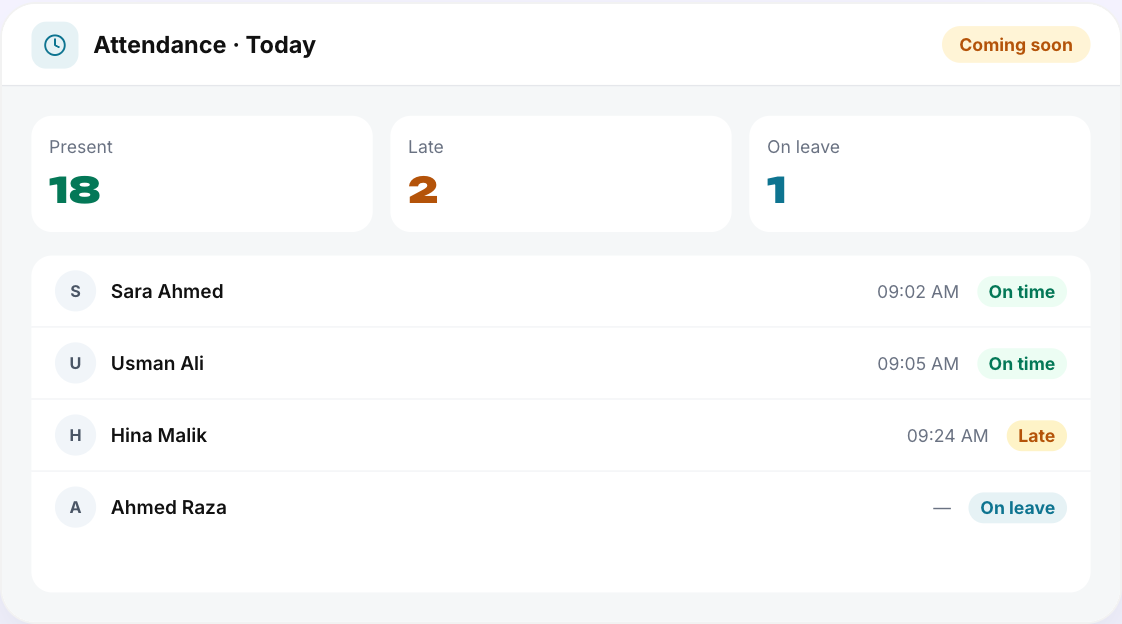 Attendance · Today
Coming soon
Present
Late
On leave
18
2
1
S Sara Ahmed 09:02 AM On time
U Usman Ali 09:05 AM On time
H Hina Malik 09:24 AM Late
A Ahmed Raza — On leave